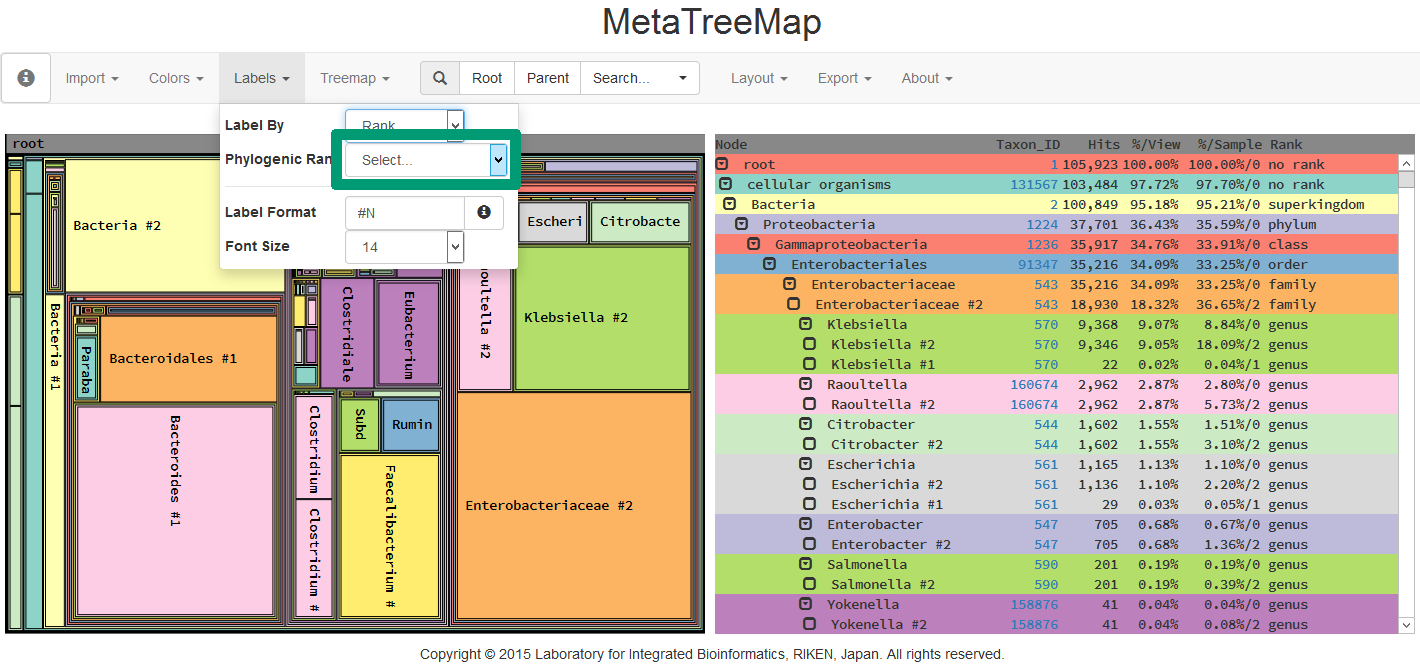 MetaTreeMap
Import Colors Labels Treemap Root Parent Search... Layout Export About
Label By Rank
Phylogenic Ran Select...
Label Format #N
Font Size 14
root
Bacteria #2
Bacteria #1
Paraba
Bacteroidales #1
Bacteroides #1
Clostridiale
Eubacterium
Clostridium
Clostridium #
Subd
Rumin
Faecalibacterium #
Escheri
Citrobacte
oultella #2
Klebsiella #2
Enterobacteriaceae #2
Node Taxon_ID Hits %/View %/Sample Rank
root 1 105,923 100.00% 100.00%/0 no rank
cellular organisms 131567 103,484 97.72% 97.70%/0 no rank
Bacteria 2 100,849 95.18% 95.21%/0 superkingdom
Proteobacteria 1224 37,701 36.43% 35.59%/0 phylum
Gammaproteobacteria 1236 35,917 34.76% 33.91%/0 class
Enterobacteriales 91347 35,216 34.09% 33.25%/0 order
Enterobacteriaceae 543 35,216 34.09% 33.25%/0 family
Enterobacteriaceae #2 543 18,930 18.32% 36.65%/2 family
Klebsiella 570 9,368 9.07% 8.84%/0 genus
Klebsiella #2 570 9,346 9.05% 18.09%/2 genus
Klebsiella #1 570 22 0.02% 0.04%/1 genus
Raoultella 160674 2,962 2.87% 2.80%/0 genus
Raoultella #2 160674 2,962 2.87% 5.73%/2 genus
Citrobacter 544 1,602 1.55% 1.51%/0 genus
Citrobacter #2 544 1,602 1.55% 3.10%/2 genus
Escherichia 561 1,165 1.13% 1.10%/0 genus
Escherichia #2 561 1,136 1.10% 2.20%/2 genus
Escherichia #1 561 29 0.03% 0.05%/1 genus
Enterobacter 547 705 0.68% 0.67%/0 genus
Enterobacter #2 547 705 0.68% 1.36%/2 genus
Salmonella 590 201 0.19% 0.19%/0 genus
Salmonella #2 590 201 0.19% 0.39%/2 genus
Yokenella 158876 41 0.04% 0.04%/0 genus
Yokenella #2 158876 41 0.04% 0.08%/2 genus
Copyright © 2015 Laboratory for Integrated Bioinformatics, RIKEN, Japan. All rights reserved.